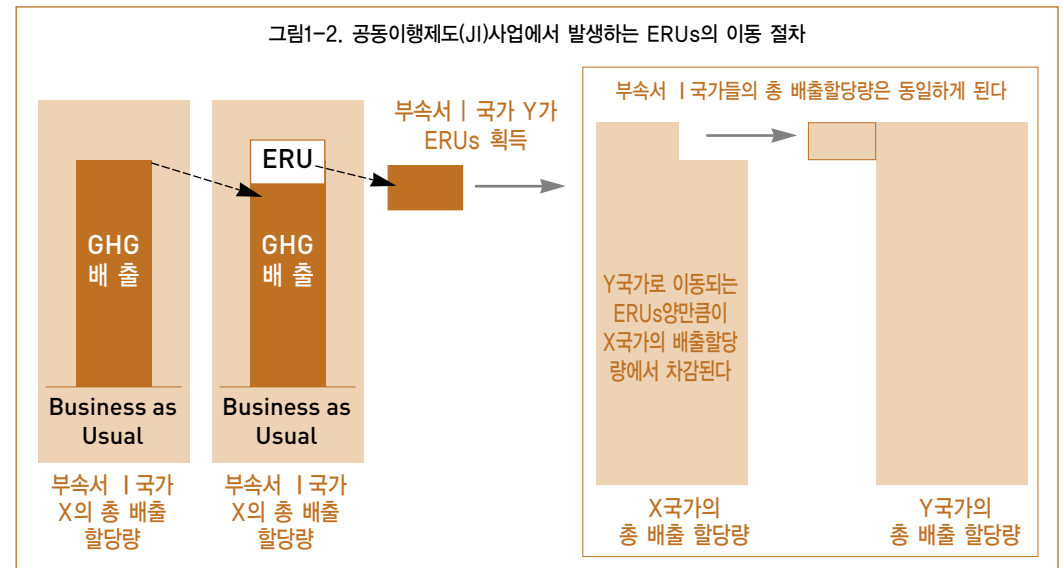 그림1-2. 공동이행제도(JI)사업에서 발생하는 ERUs의 이동 절차
GHG
배 출
Business as
Usual
부속서 Ⅰ국가
X의 총 배출
할당량
ERU
GHG
배 출
Business as
Usual
부속서 Ⅰ국가
X의 총 배출
할당량
부속서 Ⅰ 국가 Y가
ERUs 획득
부속서 Ⅰ국가들의 총 배출할당량은 동일하게 된다
Y국가로 이동되는
ERUs양만큼이
X국가의 배출할당
량에서 차감된다
X국가의
총 배출 할당량
Y국가의
총 배출 할당량